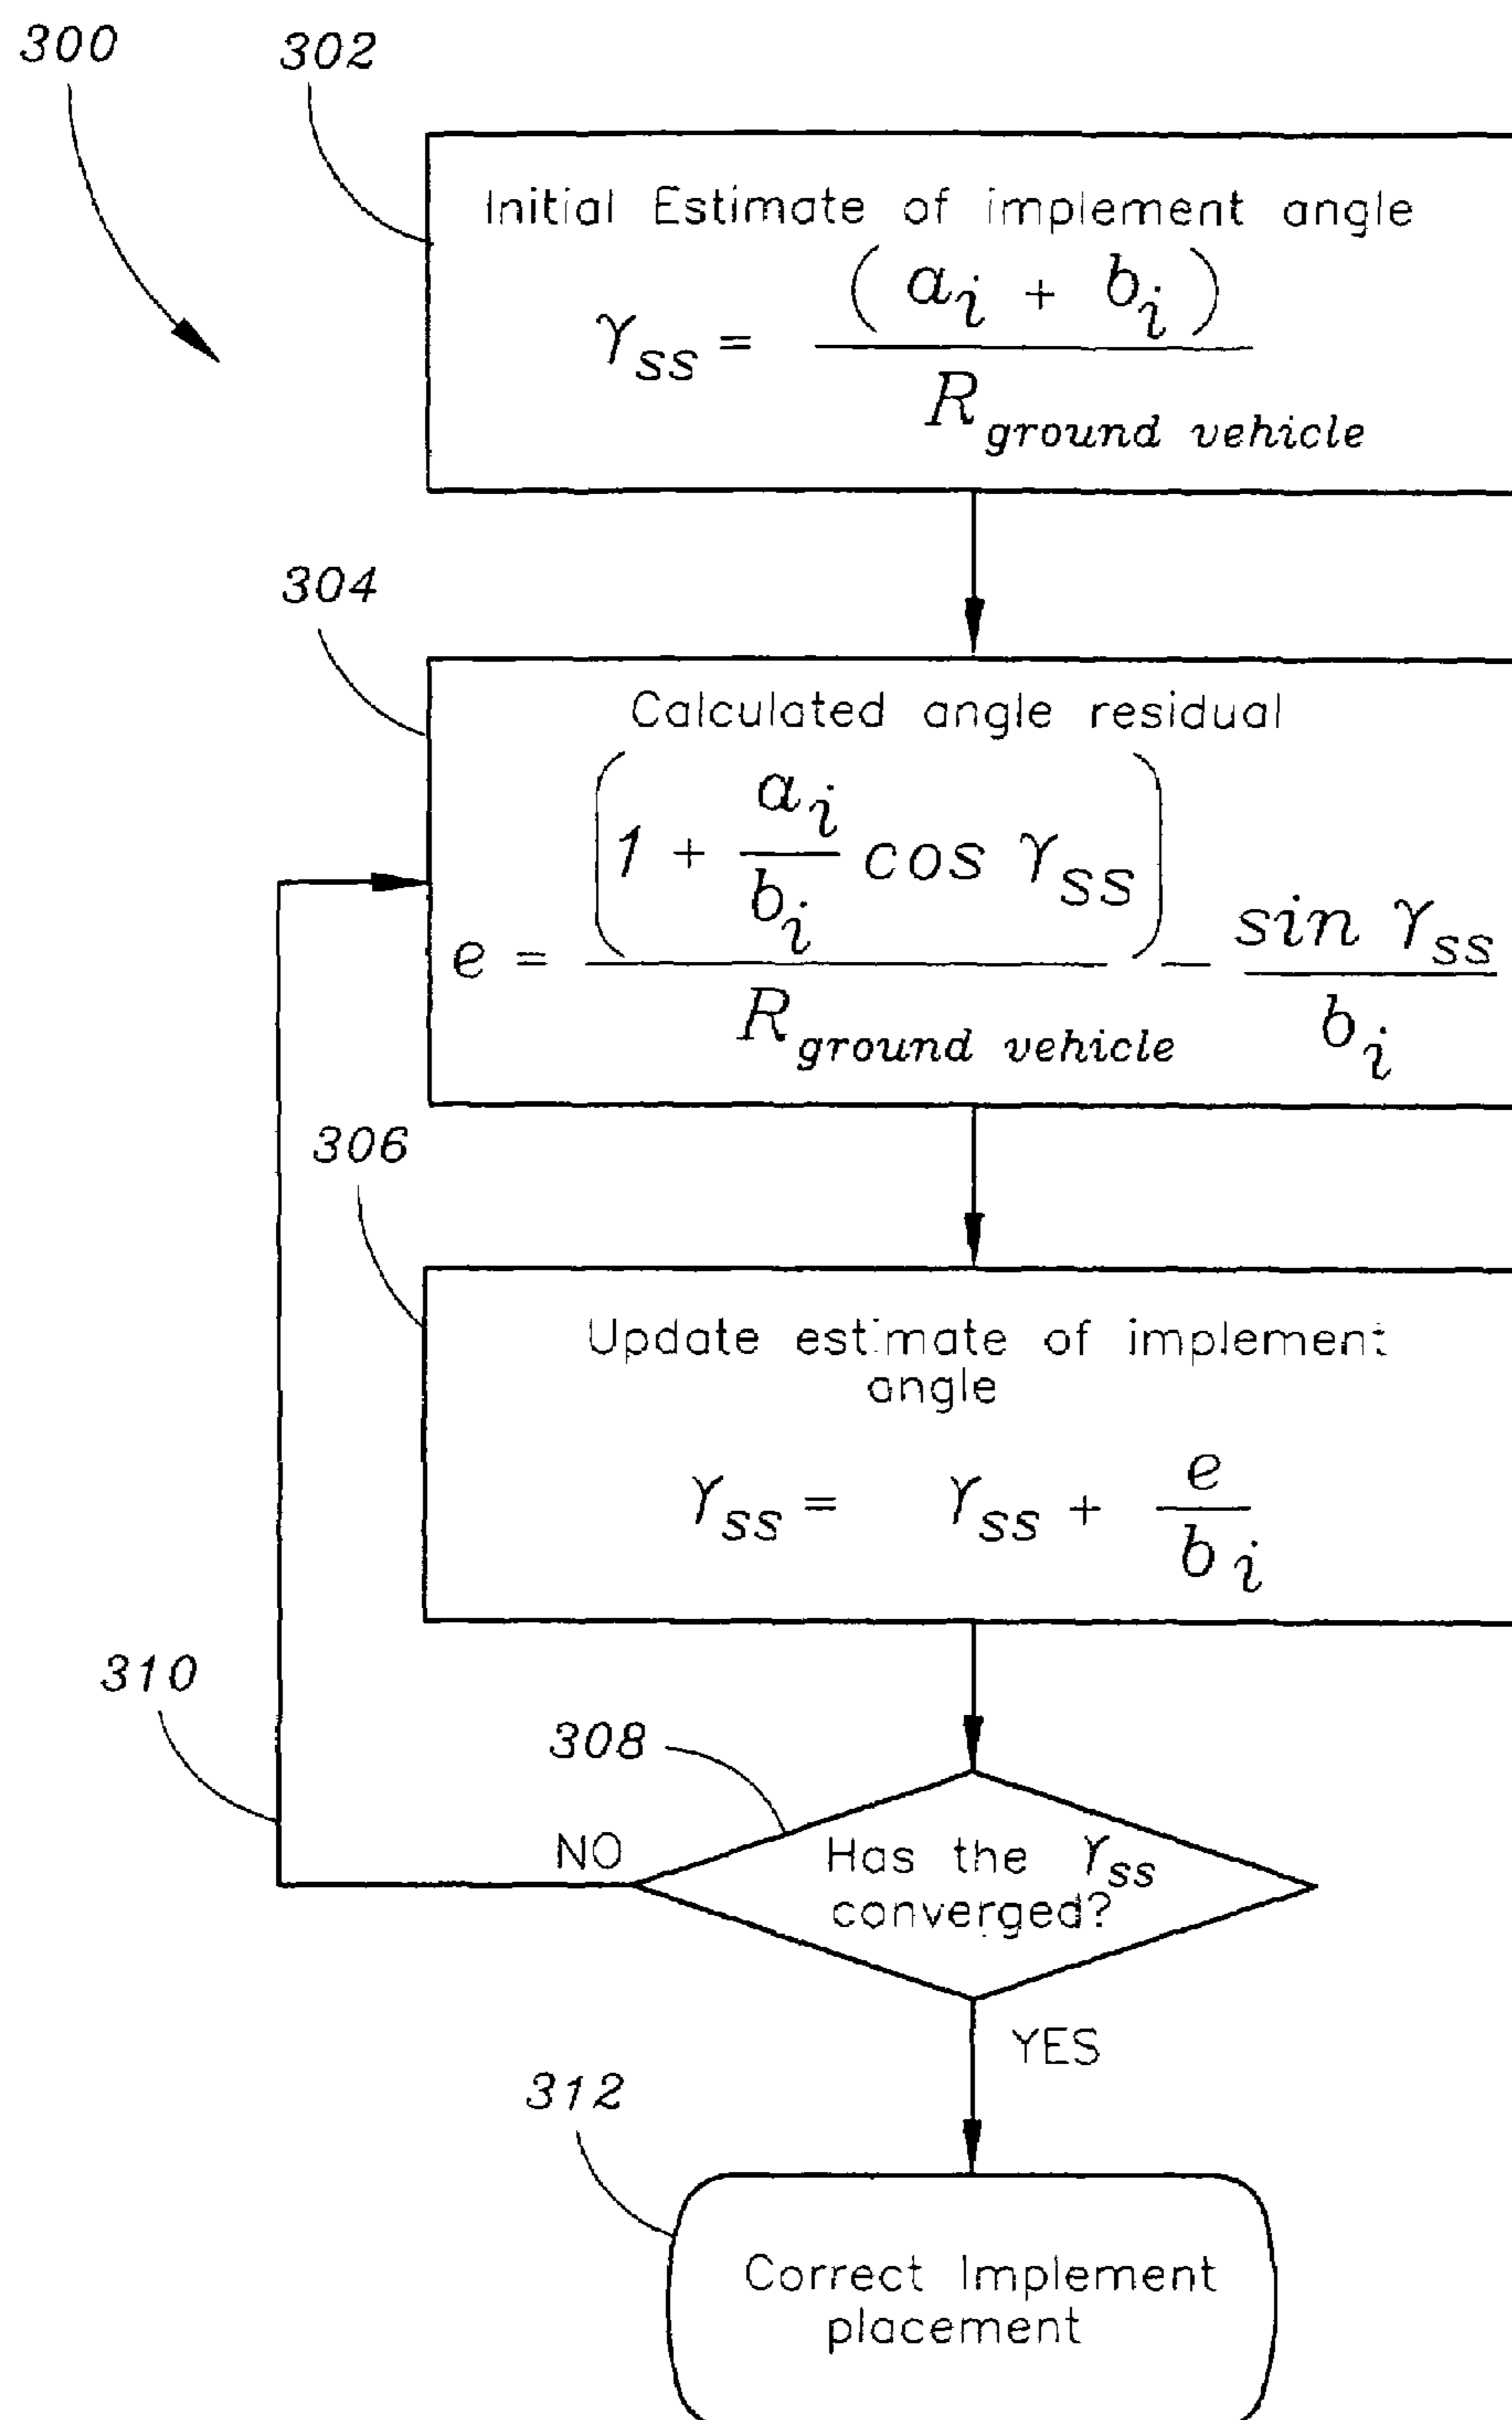 300
302
Initial Estimate of implement angle
γss = (ai + bi) / R ground vehicle
304
Calculated angle residual
e = (1 + ai/bi cos γss) / R ground vehicle − sin γss / bi
306
Update estimate of implement
angle
γss = γss + e / bi
310
308
NO
Has the γss
converged?
YES
312
Correct Implement
placement